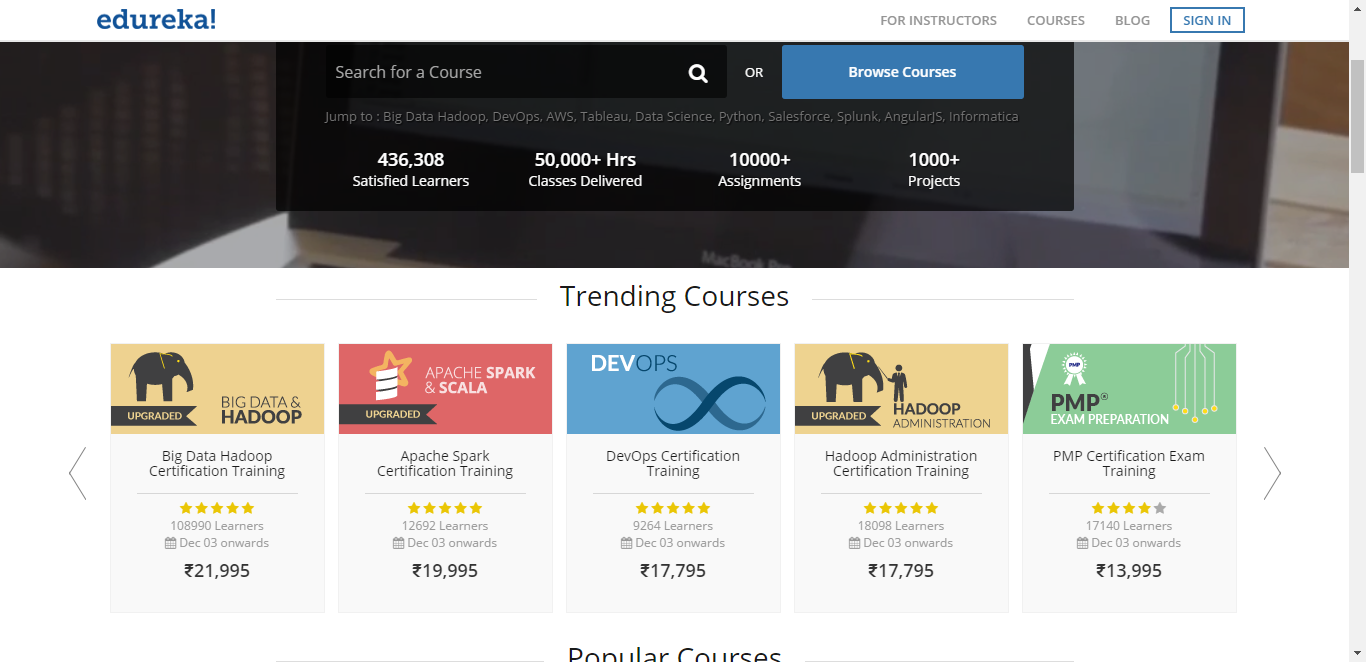 edureka!
FOR INSTRUCTORS
COURSES
BLOG
SIGN IN
Search for a Course
OR
Browse Courses
Jump to : Big Data Hadoop, DevOps, AWS, Tableau, Data Science, Python, Salesforce, Splunk, AngularJS, Informatica
436,308
Satisfied Learners
50,000+ Hrs
Classes Delivered
10000+
Assignments
1000+
Projects
MacBook Pro
Trending Courses
BIG DATA &
HADOOP
UPGRADED
Big Data Hadoop
Certification Training
108990 Learners
Dec 03 onwards
₹21,995
APACHE SPARK
& SCALA
UPGRADED
Apache Spark
Certification Training
12692 Learners
Dec 03 onwards
₹19,995
DEVOPS
DevOps Certification
Training
9264 Learners
Dec 03 onwards
₹17,795
HADOOP
ADMINISTRATION
UPGRADED
Hadoop Administration
Certification Training
18098 Learners
Dec 03 onwards
₹17,795
PMP
PMP®
EXAM PREPARATION
PMP Certification Exam
Training
17140 Learners
Dec 03 onwards
₹13,995
Popular Courses